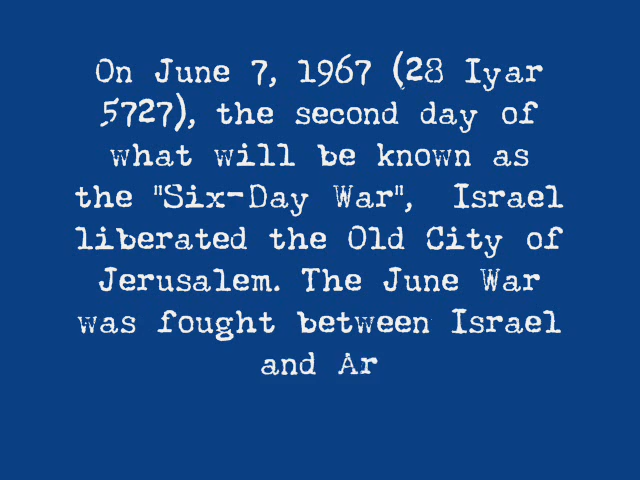 On June 7, 1967 (28 Iyar
5727), the second day of
what will be known as
the "Six-Day War",  Israel
liberated the Old City of
Jerusalem. The June War
was fought between Israel
and Ar